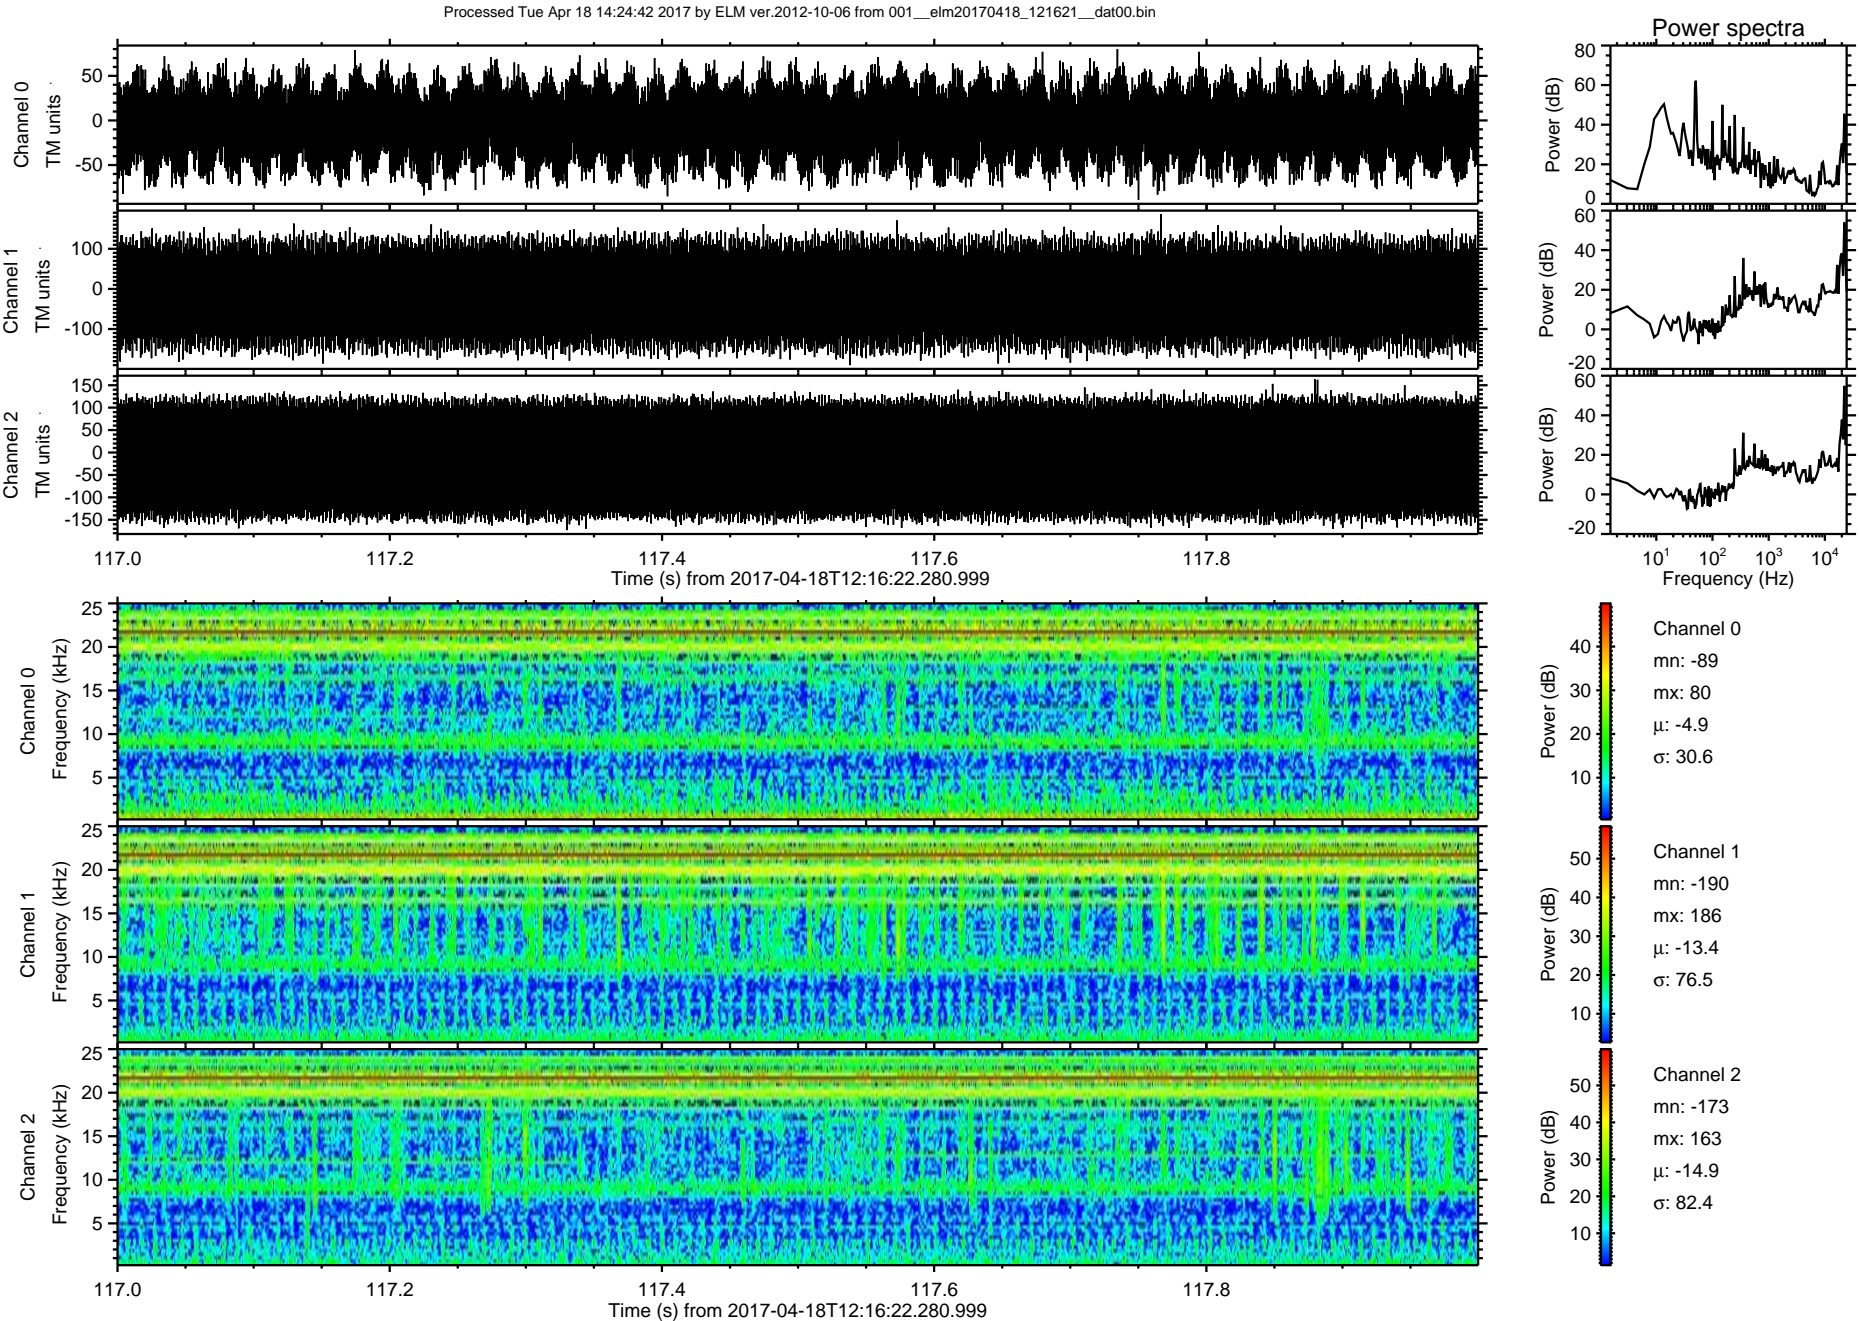 Processed Tue Apr 18 14:24:42 2017 by ELM ver.2012-10-06 from 001__elm20170418_121621__dat00.bin
Channel 0
TM units
50
0
-50
Channel 1
TM units
100
0
-100
Channel 2
TM units
150
100
50
0
-50
-100
-150
117.0 117.2 117.4 117.6 117.8
Time (s) from 2017-04-18T12:16:22.280.999
Power spectra
Power (dB)
80
60
40
20
0
Power (dB)
60
40
20
0
-20
Power (dB)
60
40
20
0
-20
10^1 10^2 10^3 10^4
Frequency (Hz)
Channel 0
Frequency (kHz)
25
20
15
10
5
Power (dB)
40
30
20
10
Channel 0
mn: -89
mx: 80
μ: -4.9
σ: 30.6
Channel 1
Frequency (kHz)
25
20
15
10
5
Power (dB)
50
40
30
20
10
Channel 1
mn: -190
mx: 186
μ: -13.4
σ: 76.5
Channel 2
Frequency (kHz)
25
20
15
10
5
Power (dB)
50
40
30
20
10
Channel 2
mn: -173
mx: 163
μ: -14.9
σ: 82.4
117.0 117.2 117.4 117.6 117.8
Time (s) from 2017-04-18T12:16:22.280.999